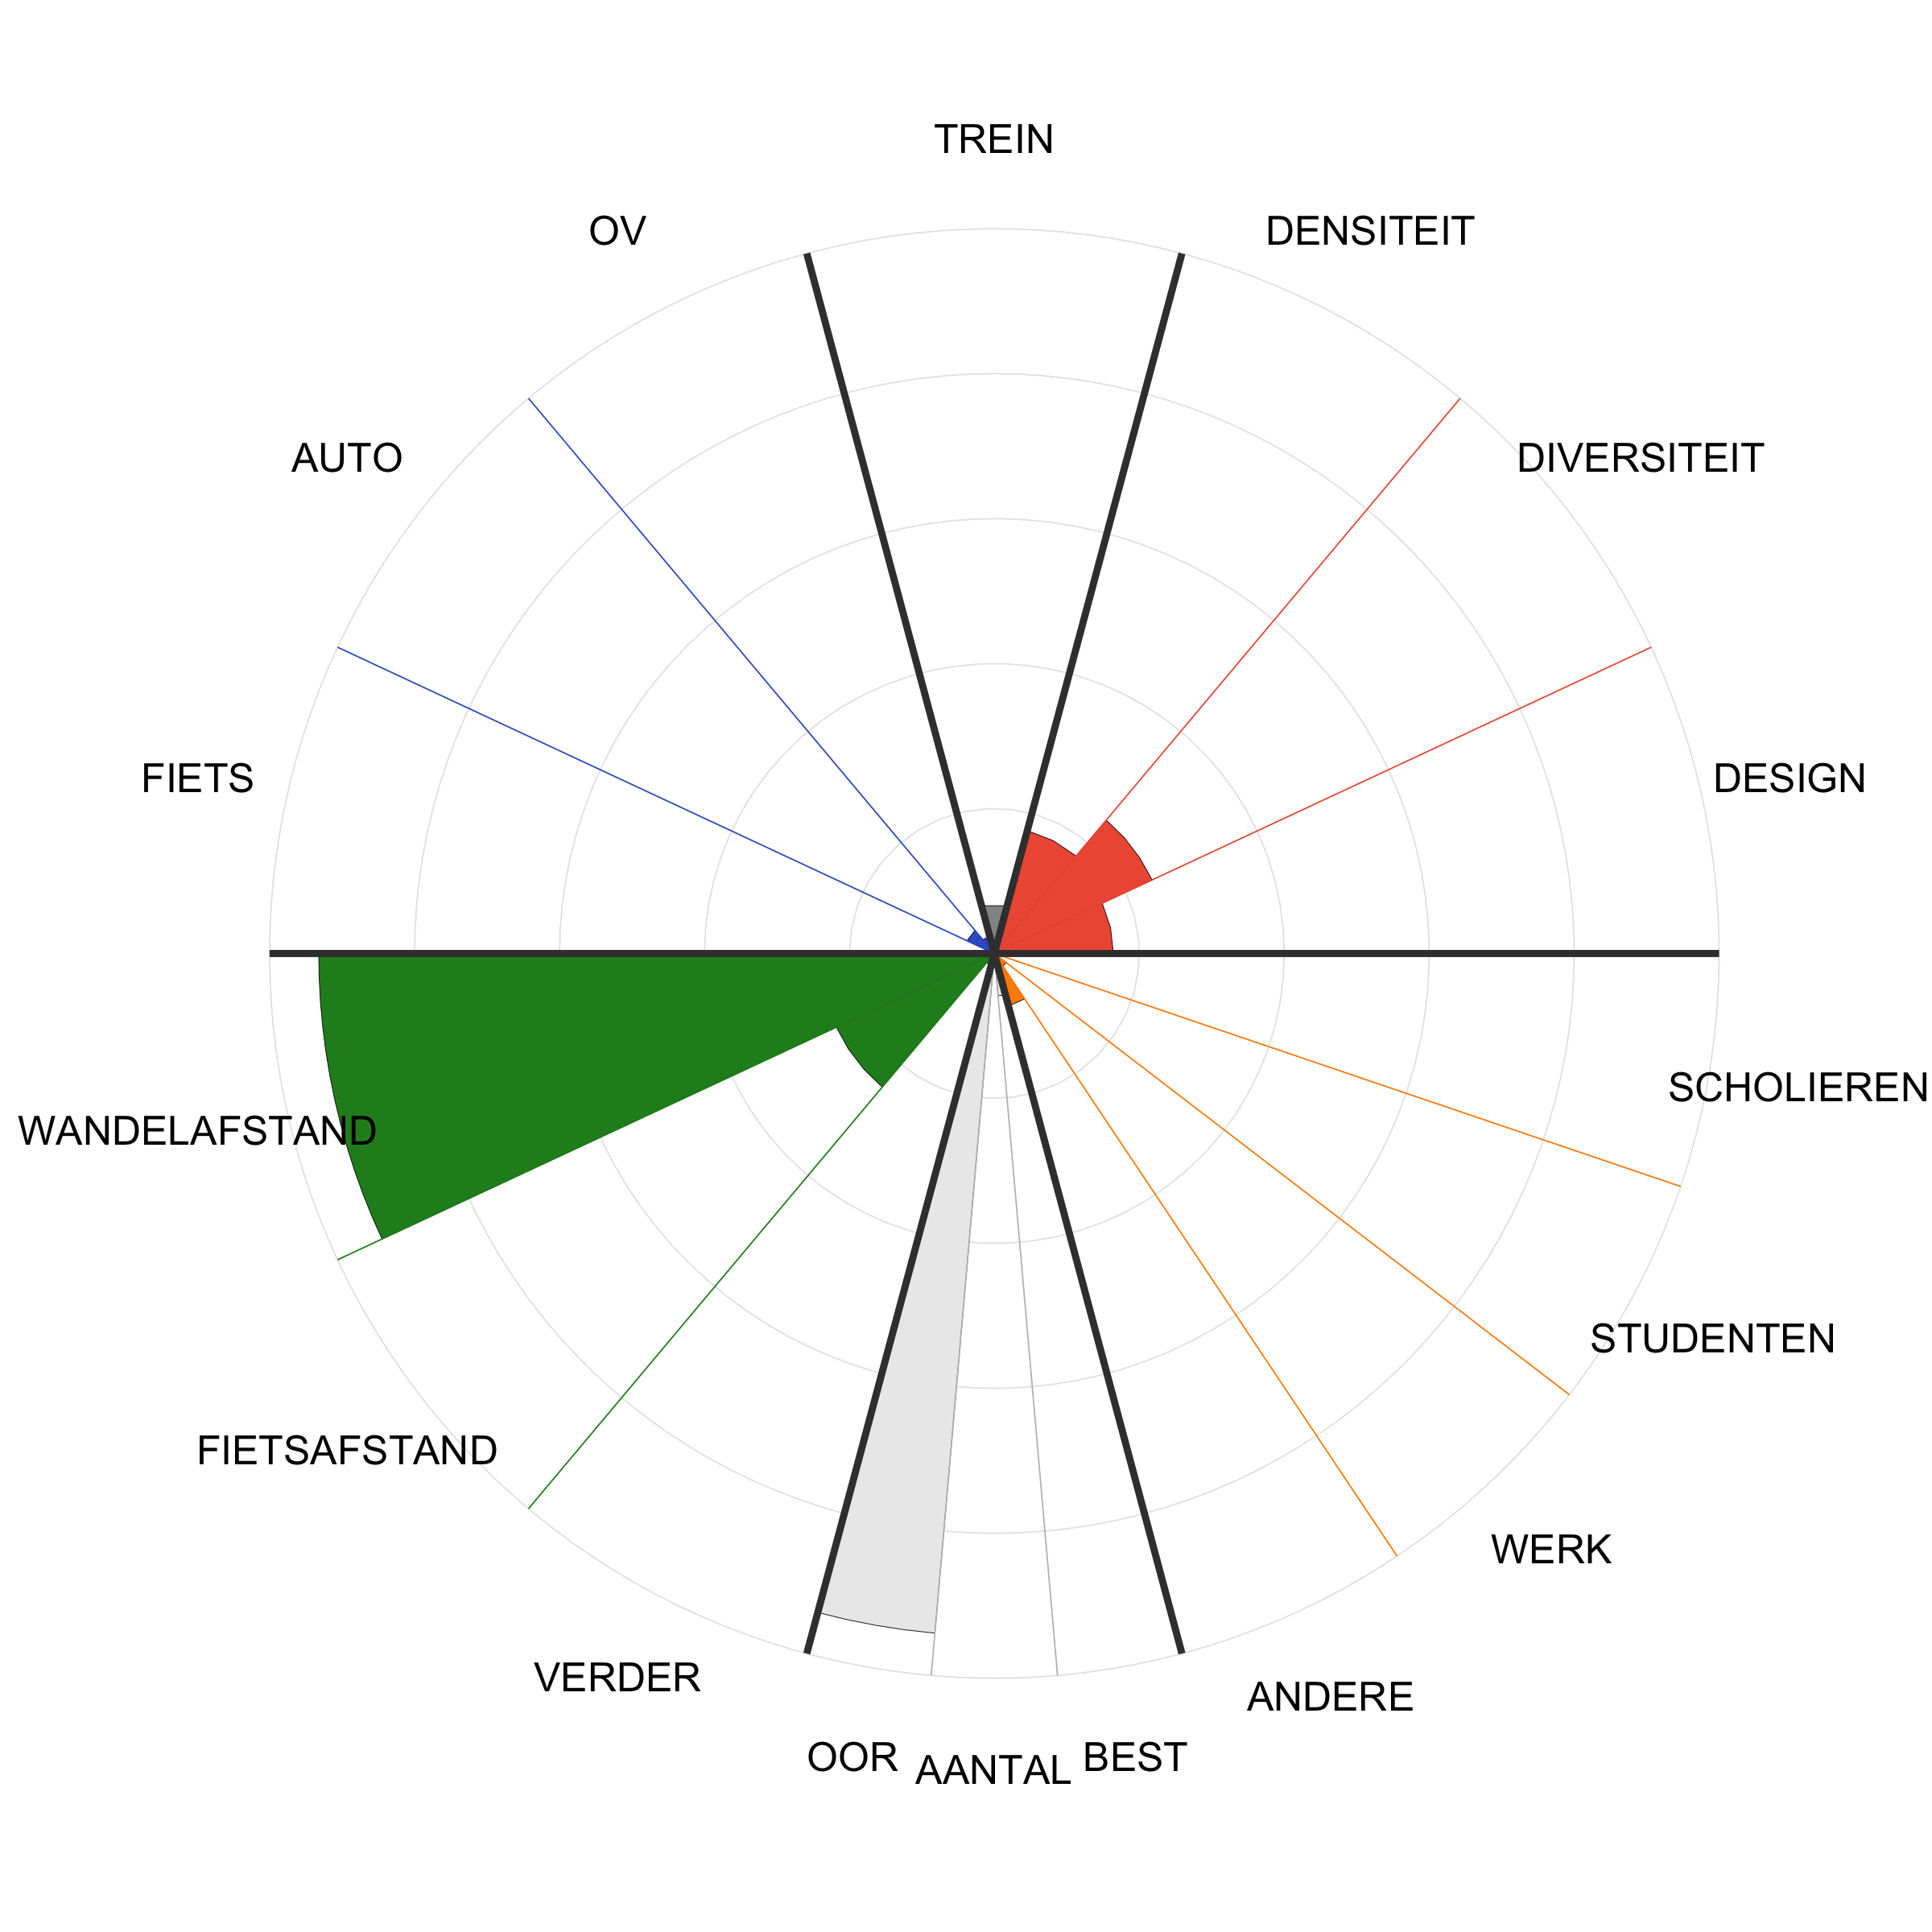 TREIN
OV
DENSITEIT
AUTO
DIVERSITEIT
FIETS
DESIGN
SCHOLIEREN
WANDELAFSTAND
STUDENTEN
FIETSAFSTAND
WERK
VERDER
ANDERE
OOR
AANTAL
BEST